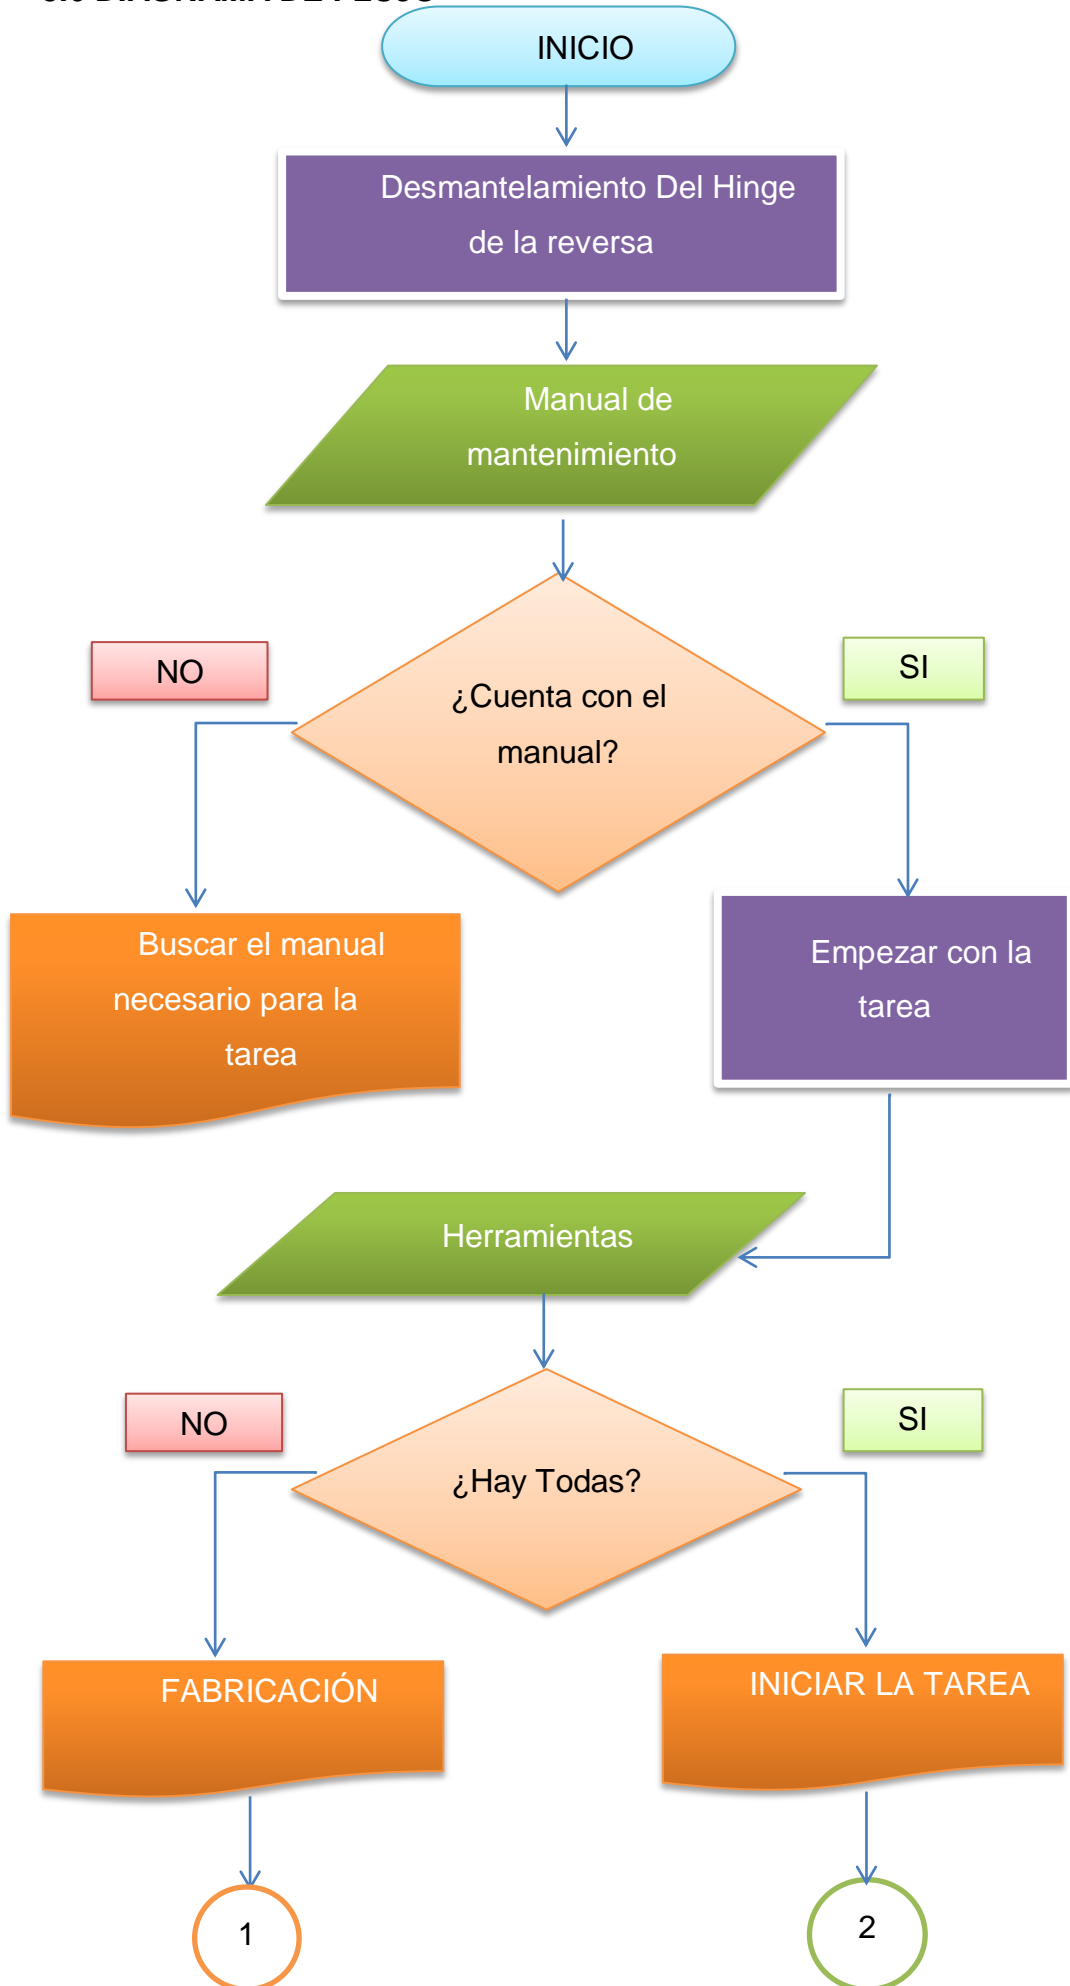 INICIO
Desmantelamiento Del Hinge
de la reversa
Manual de
mantenimiento
NO
SI
¿Cuenta con el
manual?
Buscar el manual
necesario para la
tarea
Empezar con la
tarea
Herramientas
NO
SI
¿Hay Todas?
FABRICACIÓN
INICIAR LA TAREA
1
2